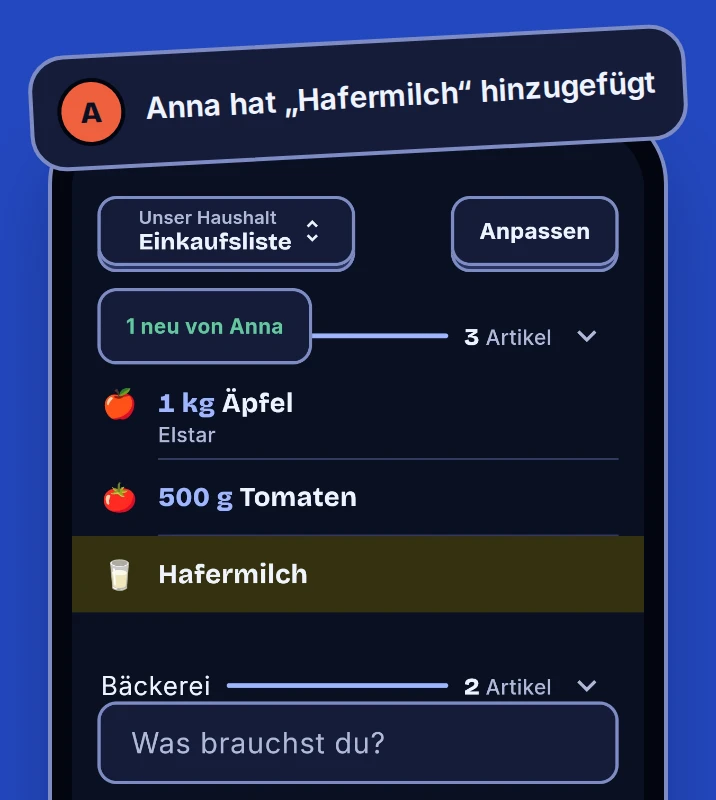 A
Anna hat „Hafermilch“ hinzugefügt
Unser Haushalt
Einkaufsliste
Anpassen
1 neu von Anna
3 Artikel
1 kg Äpfel
Elstar
500 g Tomaten
Hafermilch
Bäckerei
2 Artikel
Was brauchst du?